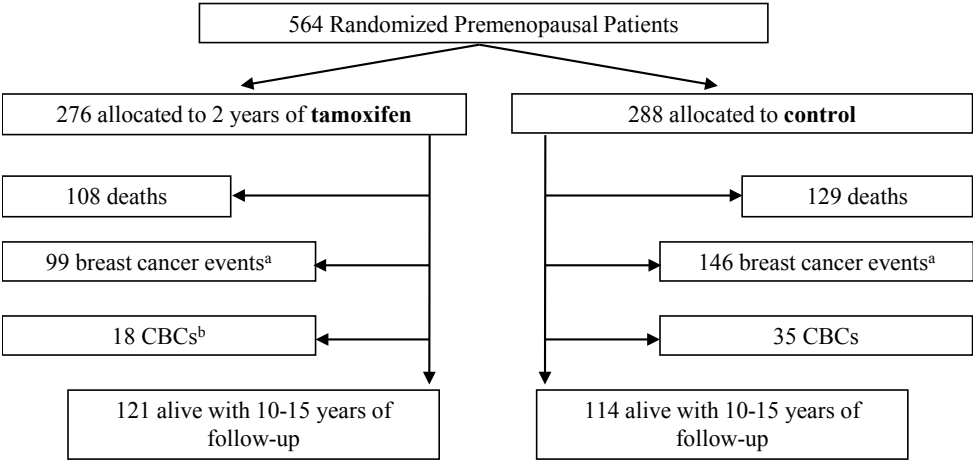 564 Randomized Premenopausal Patients
276 allocated to 2 years of tamoxifen
288 allocated to control
108 deaths
129 deaths
99 breast cancer eventsᵃ
146 breast cancer eventsᵃ
18 CBCsᵇ
35 CBCs
121 alive with 10-15 years of
follow-up
114 alive with 10-15 years of
follow-up